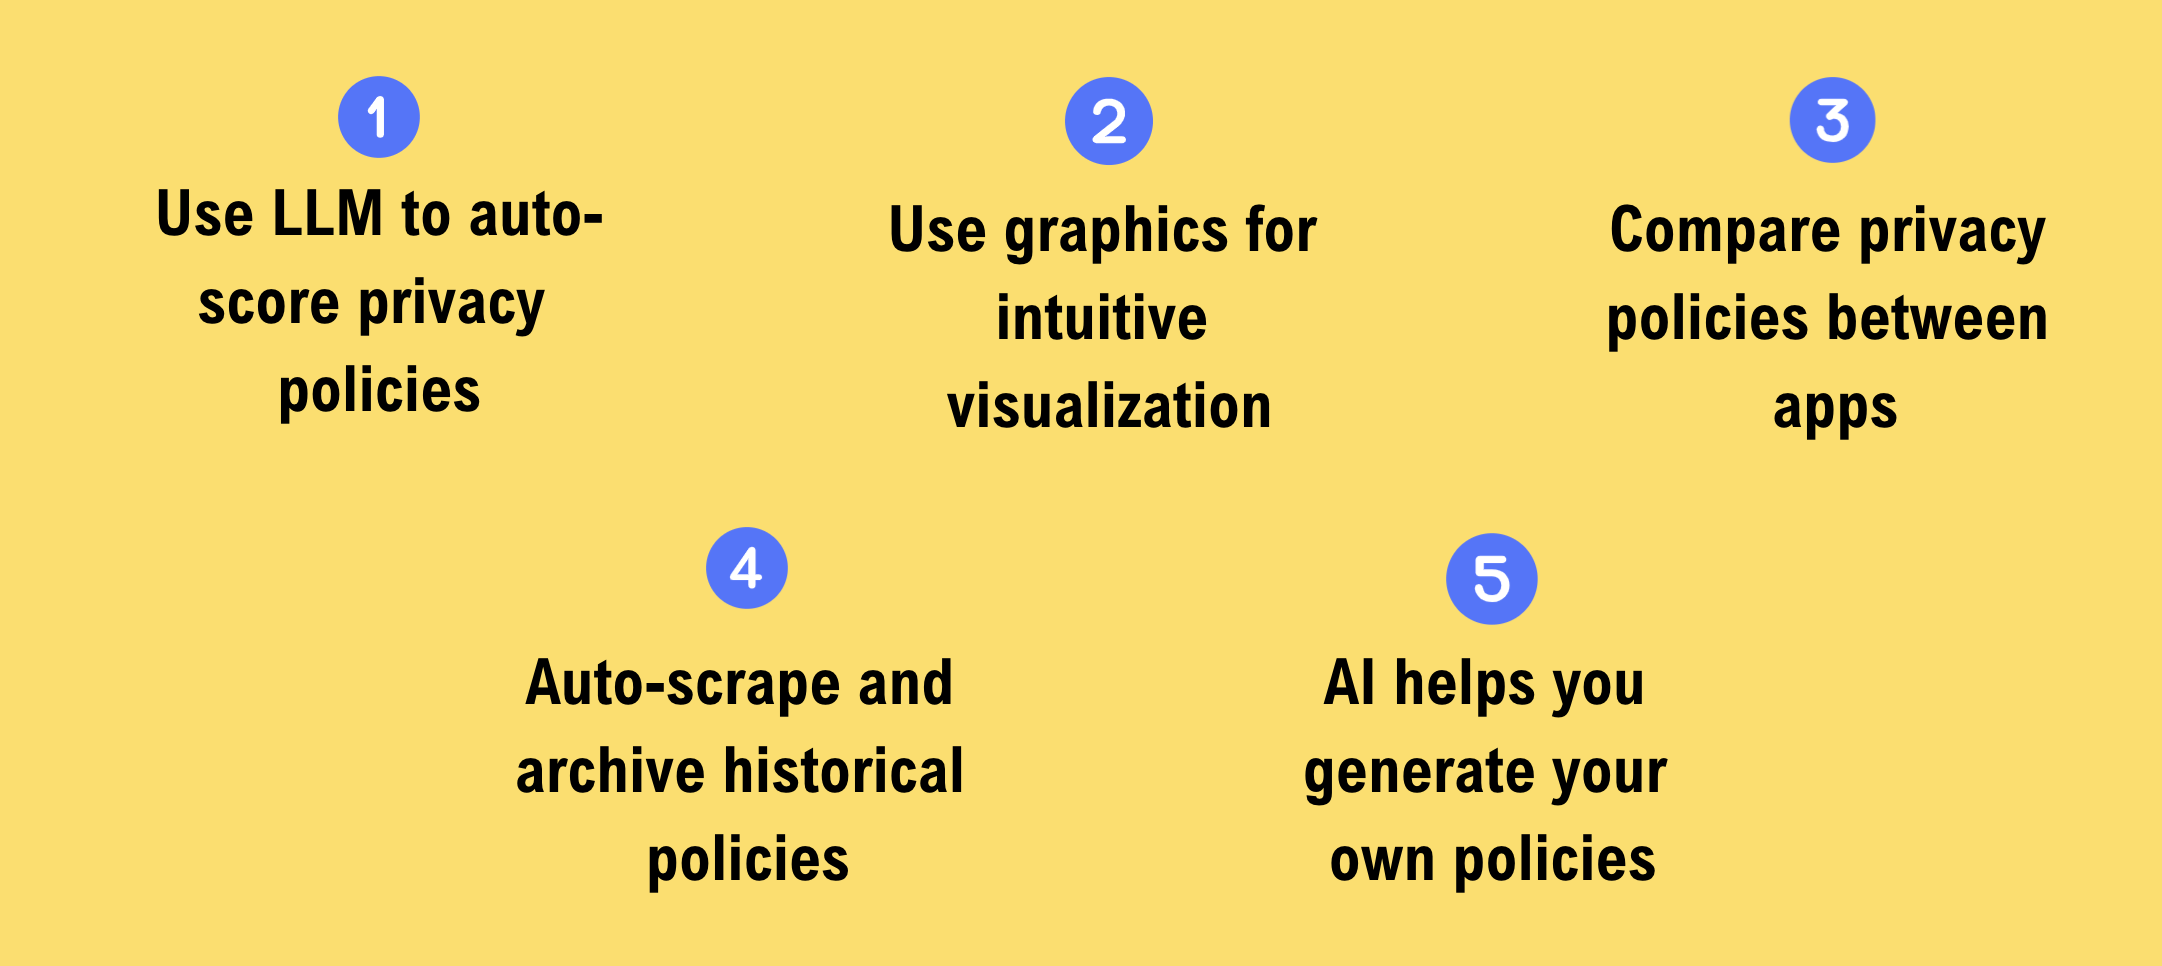 1
Use LLM to auto-
score privacy
policies
2
Use graphics for
intuitive
visualization
3
Compare privacy
policies between
apps
4
Auto-scrape and
archive historical
policies
5
AI helps you
generate your
own policies